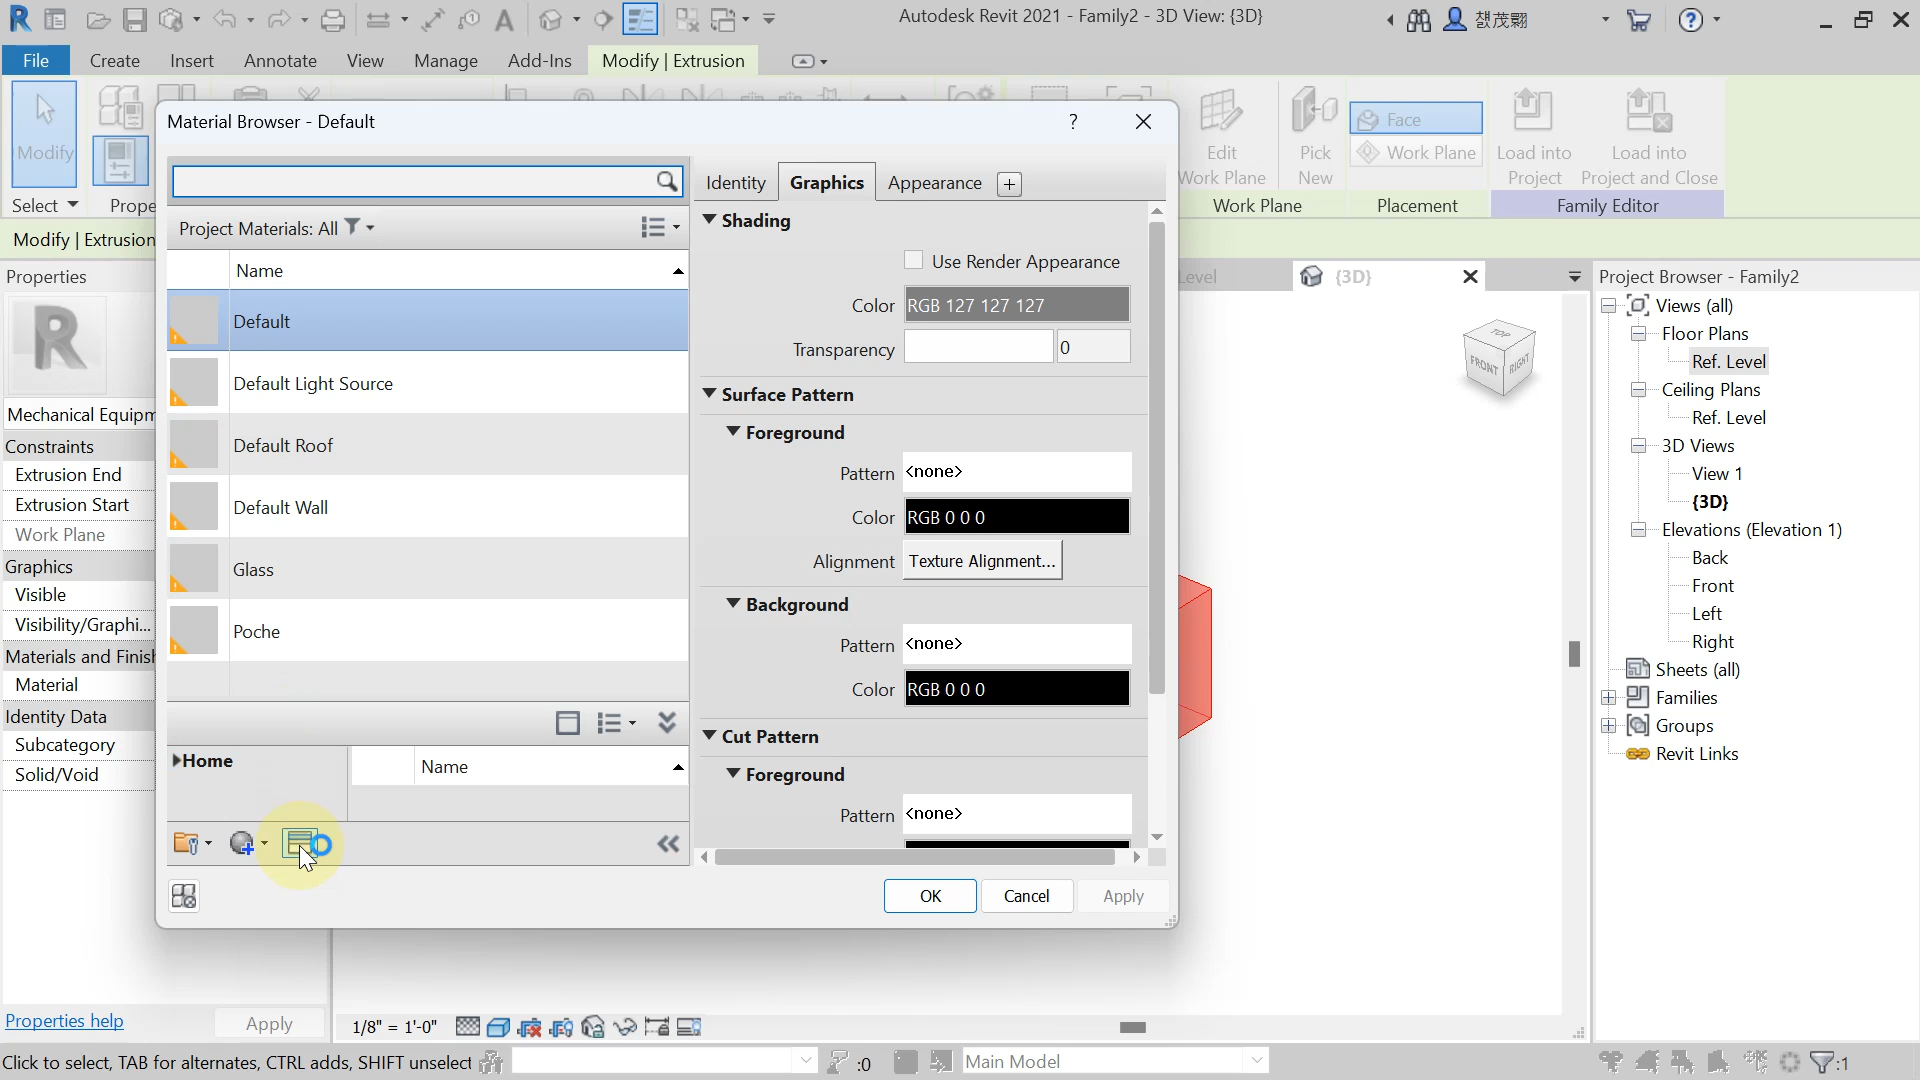 Autodesk Revit 2021 - Family2 - 3D View: {3D}
File
Create
Insert
Annotate
View
Manage
Add-Ins
Modify | Extrusion
Modify
Select
Prope
Edit
Work Plane
Pick
New
Face
Work Plane
Load into
Project
Load into
Project and Close
Work Plane
Placement
Family Editor
Modify | Extrusion
Properties
Mechanical Equipm
Constraints
Extrusion End
Extrusion Start
Work Plane
Graphics
Visible
Visibility/Graphi...
Materials and Finish
Material
Identity Data
Subcategory
Solid/Void
Properties help
Apply
Material Browser - Default
?
Project Materials: All
Name
Default
Default Light Source
Default Roof
Default Wall
Glass
Poche
Home
Name
Identity
Graphics
Appearance
Shading
Use Render Appearance
Color
RGB 127 127 127
Transparency
0
Surface Pattern
Foreground
Pattern
<none>
Color
RGB 0 0 0
Alignment
Texture Alignment...
Background
Pattern
<none>
Color
RGB 0 0 0
Cut Pattern
Foreground
Pattern
<none>
OK
Cancel
Apply
Level
{3D}
TOP
FRONT
RIGHT
Project Browser - Family2
Views (all)
Floor Plans
Ref. Level
Ceiling Plans
Ref. Level
3D Views
View 1
{3D}
Elevations (Elevation 1)
Back
Front
Left
Right
Sheets (all)
Families
Groups
Revit Links
1/8" = 1'-0"
Click to select, TAB for alternates, CTRL adds, SHIFT unselect
:0
Main Model
:1